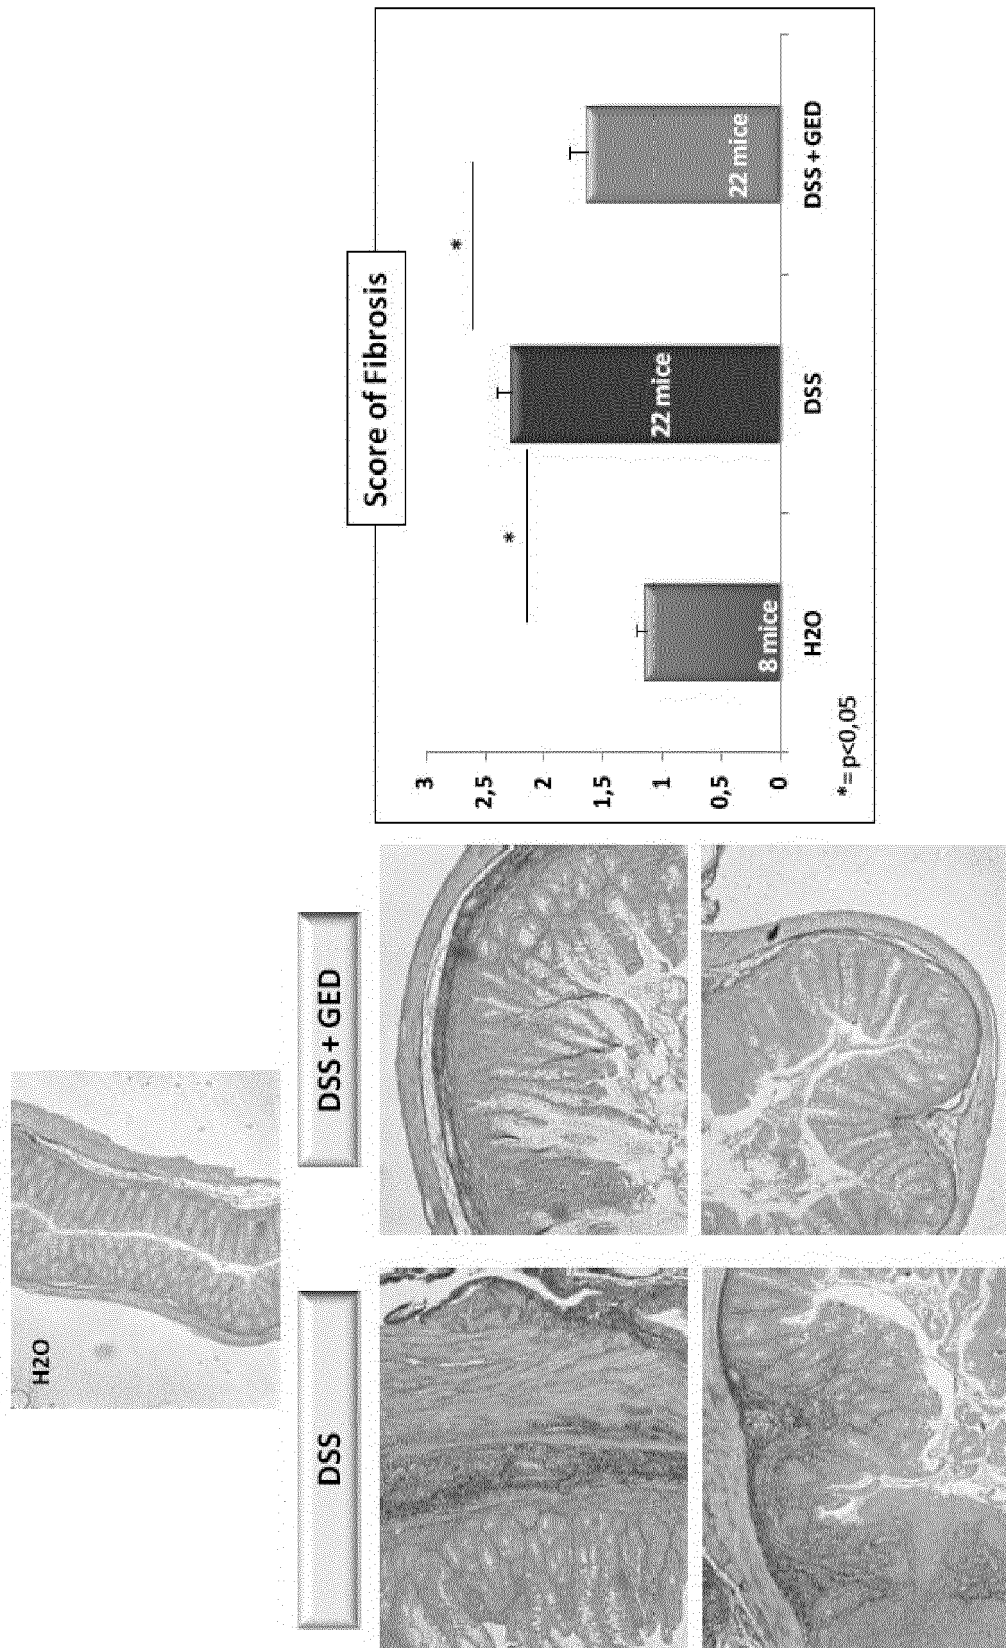 H2O
DSS
DSS + GED
Score of Fibrosis
3
2,5
2
1,5
1
0,5
0
*
*
8 mice
22 mice
22 mice
H2O
DSS
DSS + GED
*= p<0,05